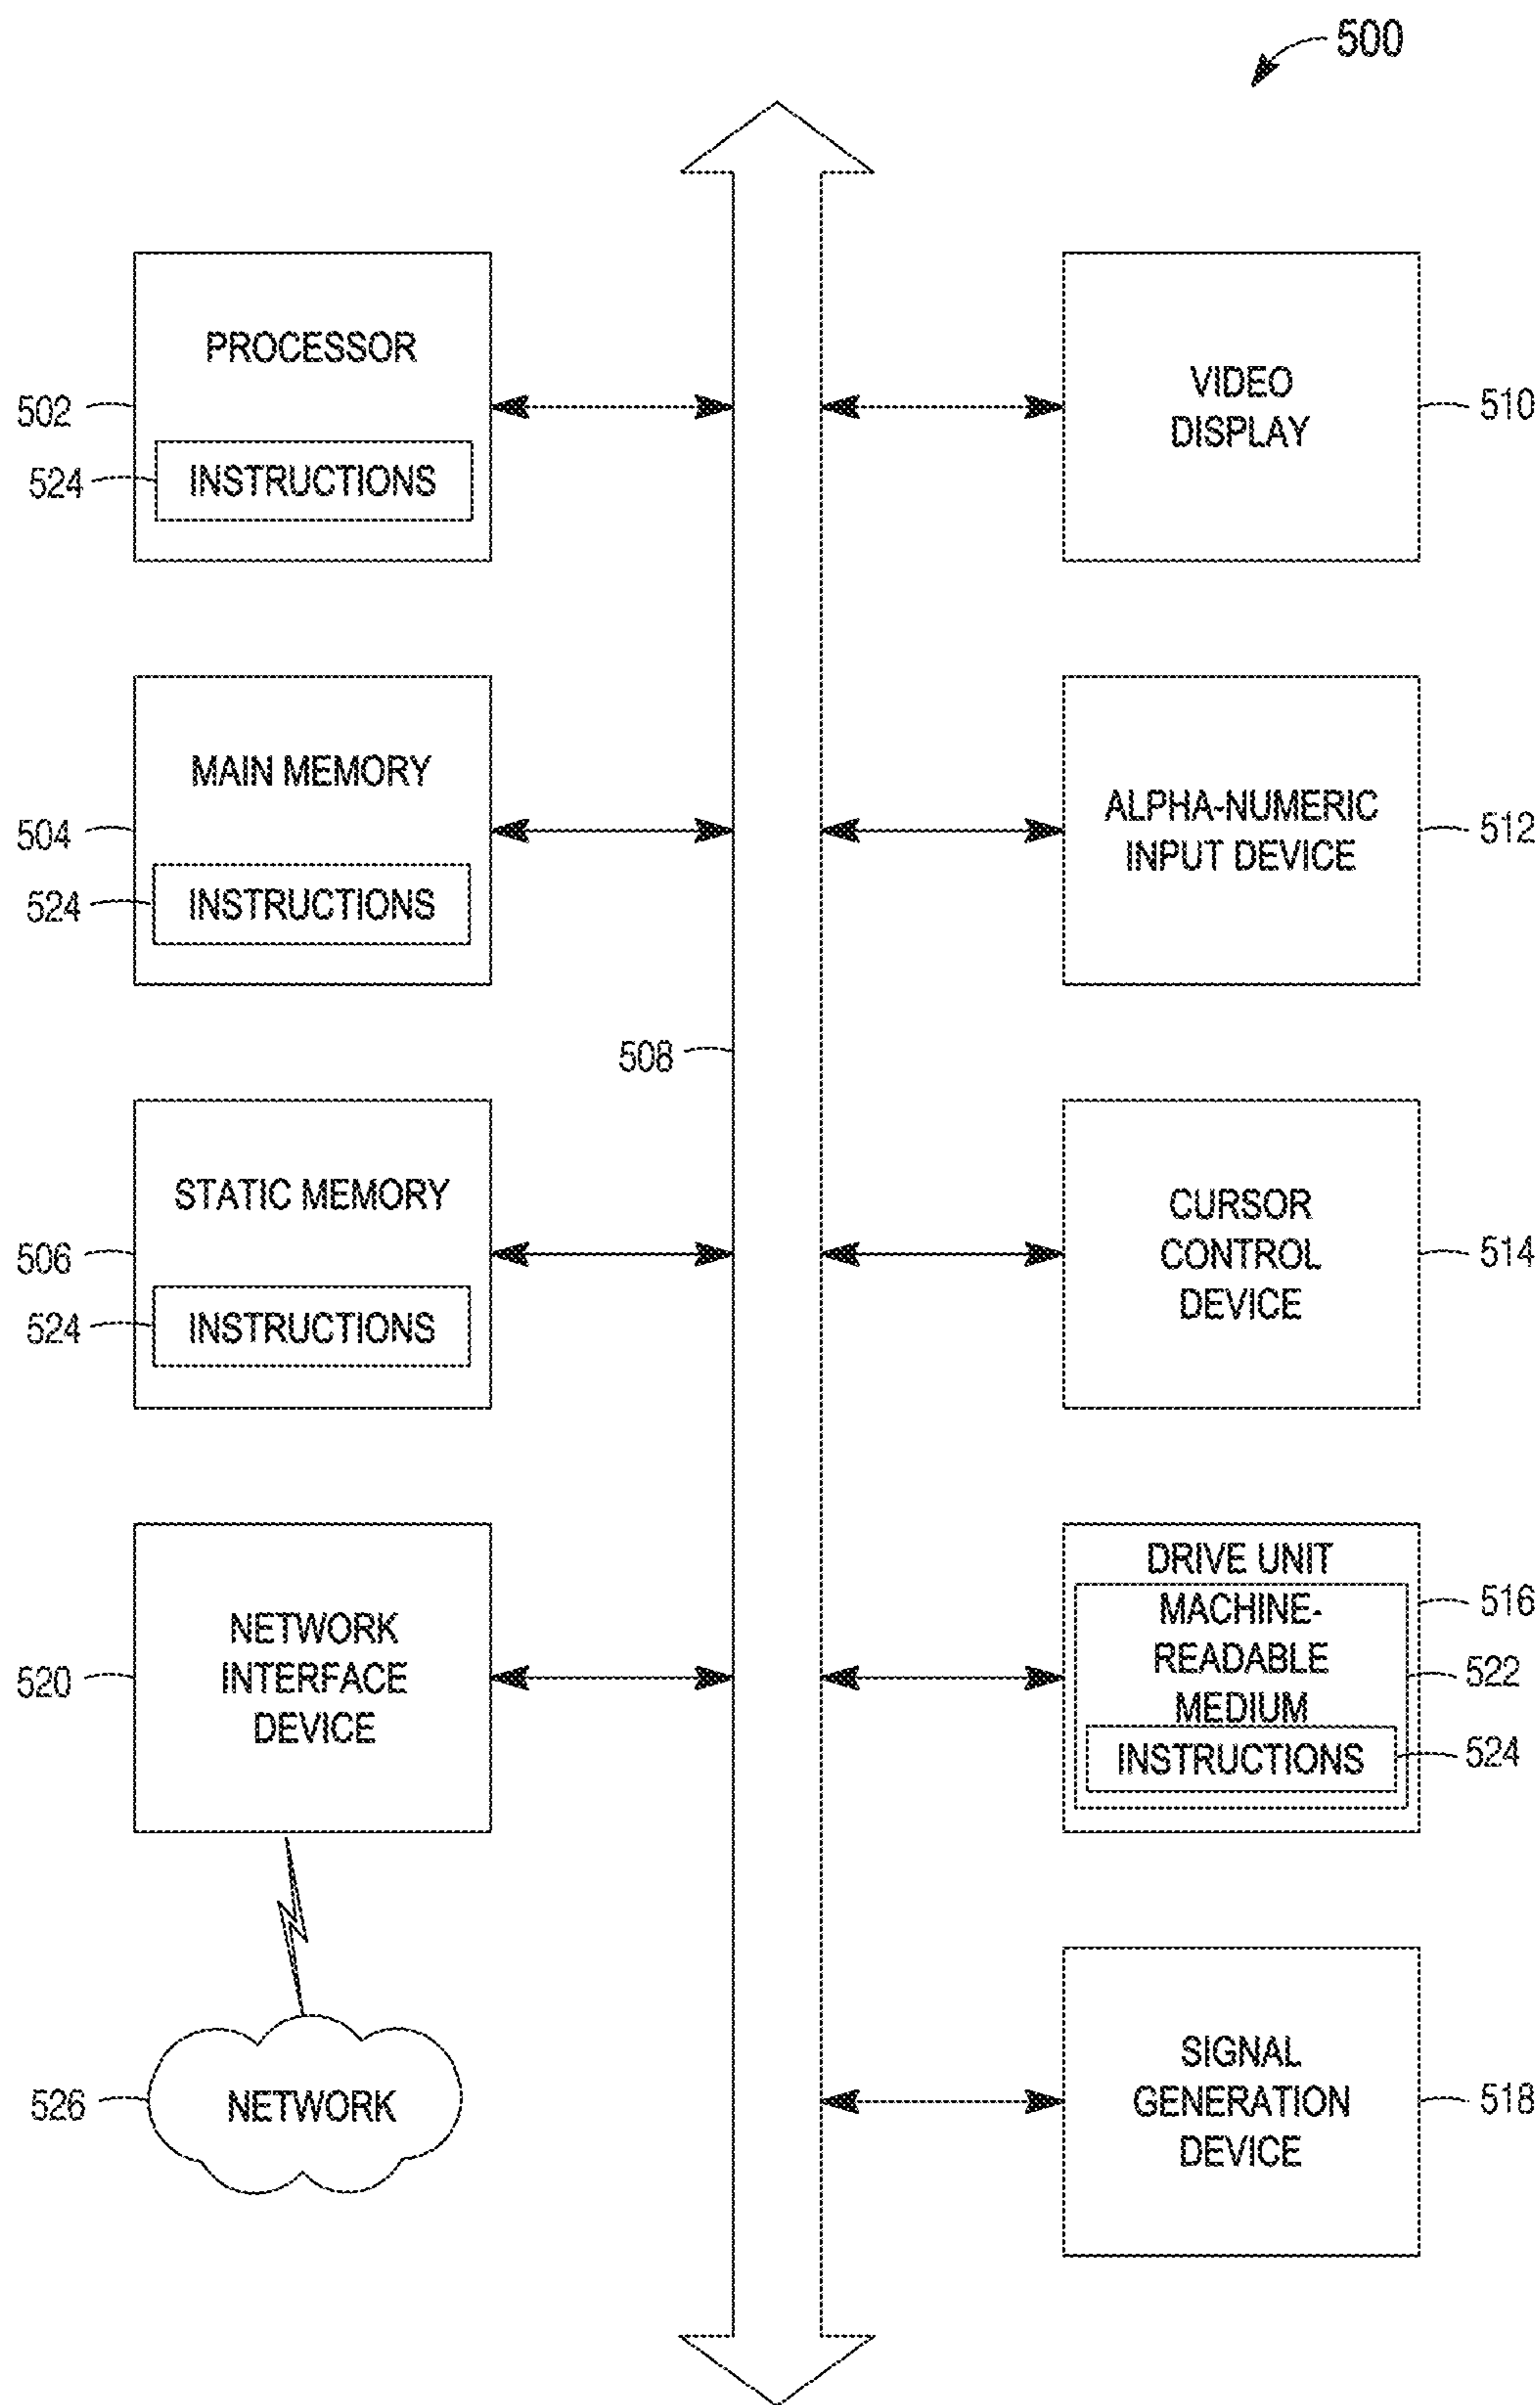 500
PROCESSOR
502
524
INSTRUCTIONS
VIDEO
DISPLAY
510
MAIN MEMORY
504
524
INSTRUCTIONS
ALPHA-NUMERIC
INPUT DEVICE
512
508
STATIC MEMORY
506
524
INSTRUCTIONS
CURSOR
CONTROL
DEVICE
514
NETWORK
INTERFACE
DEVICE
520
DRIVE UNIT
516
MACHINE-
READABLE
MEDIUM
522
INSTRUCTIONS
524
NETWORK
526
SIGNAL
GENERATION
DEVICE
518